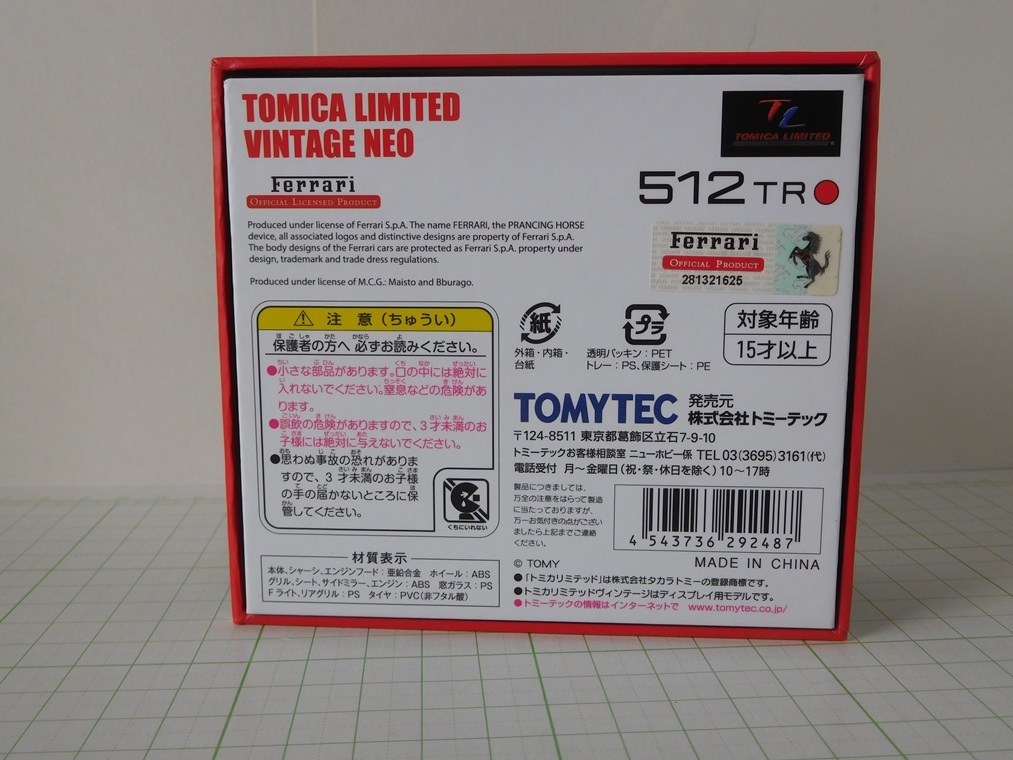 TOMICA LIMITED
VINTAGE NEO
TL
TOMICA LIMITED
Ferrari
OFFICIAL LICENSED PRODUCT
512 TR
Produced under license of Ferrari S.p.A. The name FERRARI, the PRANCING HORSE
device, all associated logos and distinctive designs are property of Ferrari S.p.A.
The body designs of the Ferrari cars are protected as Ferrari S.p.A. property under
design, trademark and trade dress regulations.
Produced under license of M.C.G.: Maisto and Bburago.
Ferrari
OFFICIAL PRODUCT
281321625
注 意 (ちゅうい)
保護者の方へ 必ずお読みください。
●小さな部品があります。口の中には絶対に
入れないでください。窒息などの危険があ
ります。
●誤飲の危険がありますので、3才未満のお
子様には絶対に与えないでください。
●思わぬ事故の恐れがありま
すので、3才未満のお子様
の手の届かないところに保
管してください。
くちにいれない
材質表示
本体、シャーシ、エンジンフード:亜鉛合金 ホイール:ABS
グリル、シート、サイドミラー、エンジン:ABS 窓ガラス:PS
Fライト、リアグリル:PS タイヤ:PVC(非フタル酸)
紙
外箱・内箱・
台紙
プラ
透明パッキン:PET
トレー:PS、保護シート:PE
対象年齢
15才以上
TOMYTEC 発売元
株式会社トミーテック
〒124-8511 東京都葛飾区立石7-9-10
トミーテックお客様相談室 ニューホビー係 TEL 03(3695)3161(代)
電話受付 月〜金曜日(祝・祭・休日を除く)10〜17時
製品につきましては、
万全の注意をはらって製造
に当たっておりますが、
万一お気付きの点がござい
ましたら上記までご連絡
ください。
4 543736 292487
© TOMY
MADE IN CHINA
●「トミカリミテッド」は株式会社タカラトミーの登録商標です。
●トミカリミテッドヴィンテージはディスプレイ用モデルです。
●トミーテックの情報はインターネットで www.tomytec.co.jp/